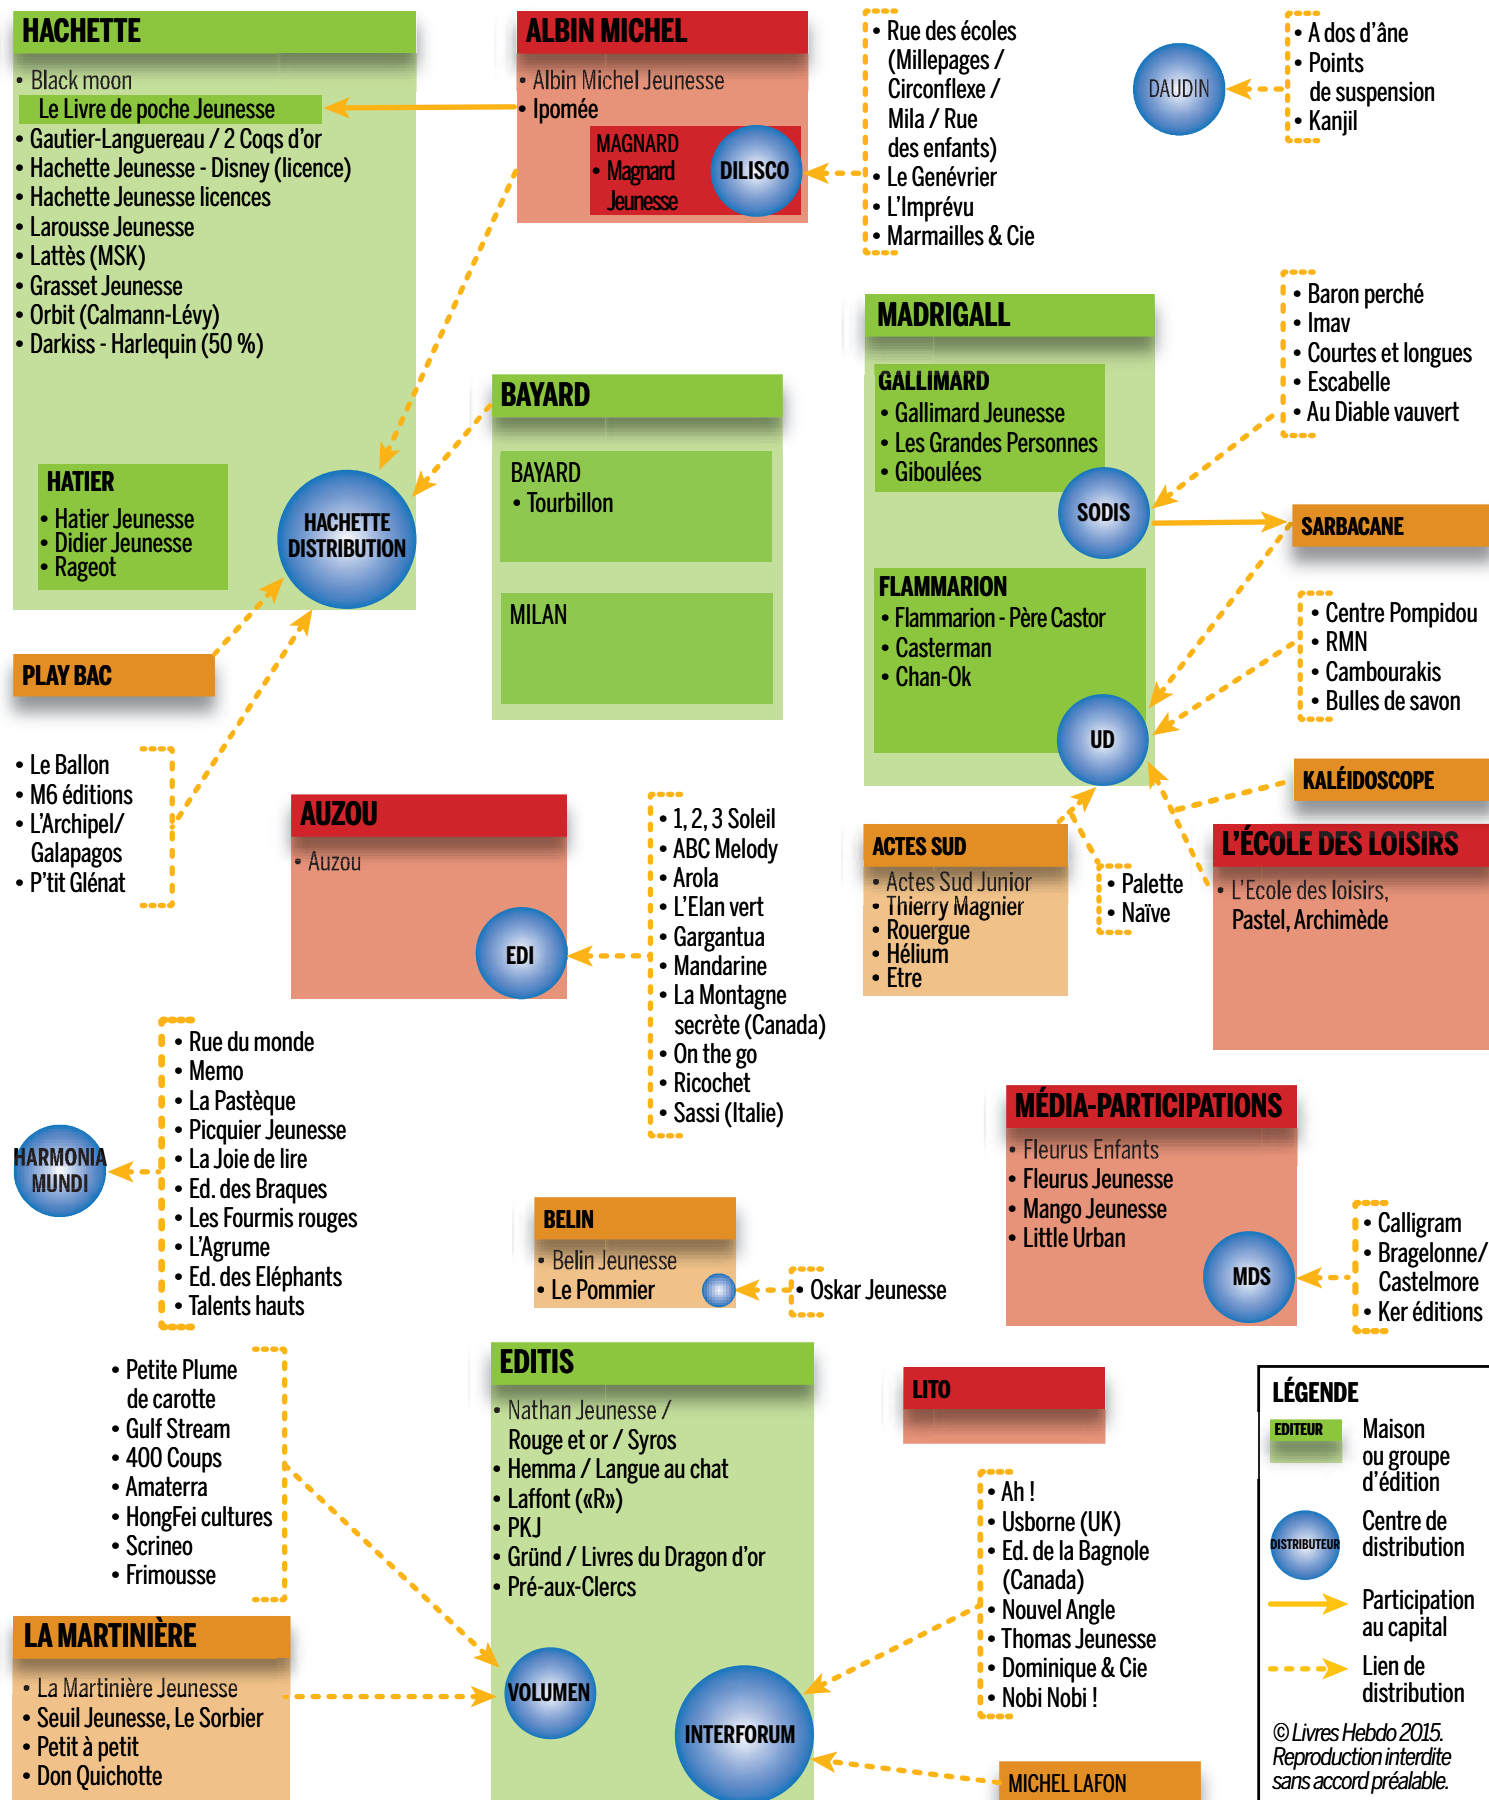 HACHETTE
• Black moon
Le Livre de poche Jeunesse
• Gautier-Languereau / 2 Coqs d’or
• Hachette Jeunesse - Disney (licence)
• Hachette Jeunesse licences
• Larousse Jeunesse
• Lattès (MSK)
• Grasset Jeunesse
• Orbit (Calmann-Lévy)
• Darkiss - Harlequin (50 %)
HATIER
• Hatier Jeunesse
• Didier Jeunesse
• Rageot
HACHETTE
DISTRIBUTION
ALBIN MICHEL
• Albin Michel Jeunesse
• Ipomée
MAGNARD
• Magnard
Jeunesse
DILISCO
• Rue des écoles
(Millepages /
Circonflexe /
Mila / Rue
des enfants)
• Le Genévrier
• L’Imprévu
• Marmailles & Cie
DAUDIN
• A dos d’âne
• Points
de suspension
• Kanjil
BAYARD
BAYARD
• Tourbillon
MILAN
MADRIGALL
GALLIMARD
• Gallimard Jeunesse
• Les Grandes Personnes
• Giboulées
SODIS
FLAMMARION
• Flammarion - Père Castor
• Casterman
• Chan-Ok
UD
• Baron perché
• Imav
• Courtes et longues
• Escabelle
• Au Diable vauvert
SARBACANE
• Centre Pompidou
• RMN
• Cambourakis
• Bulles de savon
KALÉIDOSCOPE
PLAY BAC
• Le Ballon
• M6 éditions
• L’Archipel/
Galapagos
• P’tit Glénat
AUZOU
• Auzou
EDI
• 1, 2, 3 Soleil
• ABC Melody
• Arola
• L’Elan vert
• Gargantua
• Mandarine
• La Montagne
secrète (Canada)
• On the go
• Ricochet
• Sassi (Italie)
ACTES SUD
• Actes Sud Junior
• Thierry Magnier
• Rouergue
• Hélium
• Etre
• Palette
• Naïve
L’ÉCOLE DES LOISIRS
• L’Ecole des loisirs,
Pastel, Archimède
HARMONIA
MUNDI
• Rue du monde
• Memo
• La Pastèque
• Picquier Jeunesse
• La Joie de lire
• Ed. des Braques
• Les Fourmis rouges
• L’Agrume
• Ed. des Eléphants
• Talents hauts
BELIN
• Belin Jeunesse
• Le Pommier
• Oskar Jeunesse
MÉDIA-PARTICIPATIONS
• Fleurus Enfants
• Fleurus Jeunesse
• Mango Jeunesse
• Little Urban
MDS
• Calligram
• Bragelonne/
Castelmore
• Ker éditions
• Petite Plume
de carotte
• Gulf Stream
• 400 Coups
• Amaterra
• HongFei cultures
• Scrineo
• Frimousse
LA MARTINIÈRE
• La Martinière Jeunesse
• Seuil Jeunesse, Le Sorbier
• Petit à petit
• Don Quichotte
EDITIS
• Nathan Jeunesse /
Rouge et or / Syros
• Hemma / Langue au chat
• Laffont («R»)
• PKJ
• Gründ / Livres du Dragon d’or
• Pré-aux-Clercs
VOLUMEN
INTERFORUM
LITO
• Ah !
• Usborne (UK)
• Ed. de la Bagnole
(Canada)
• Nouvel Angle
• Thomas Jeunesse
• Dominique & Cie
• Nobi Nobi !
MICHEL LAFON
LÉGENDE
EDITEUR
Maison
ou groupe
d’édition
DISTRIBUTEUR
Centre de
distribution
Participation
au capital
Lien de
distribution
© Livres Hebdo 2015.
Reproduction interdite
sans accord préalable.